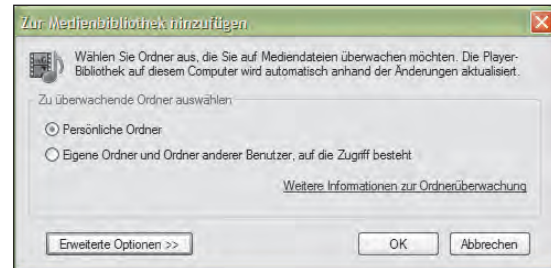 Zur Medienbibliothek hinzufügen
Wählen Sie Ordner aus, die Sie auf Mediendateien überwachen möchten. Die Player-
Bibliothek auf diesem Computer wird automatisch anhand der Änderungen aktualisiert.
Zu überwachende Ordner auswählen
Persönliche Ordner
Eigene Ordner und Ordner anderer Benutzer, auf die Zugriff besteht
Weitere Informationen zur Ordnerüberwachung
Erweiterte Optionen >>
OK
Abbrechen